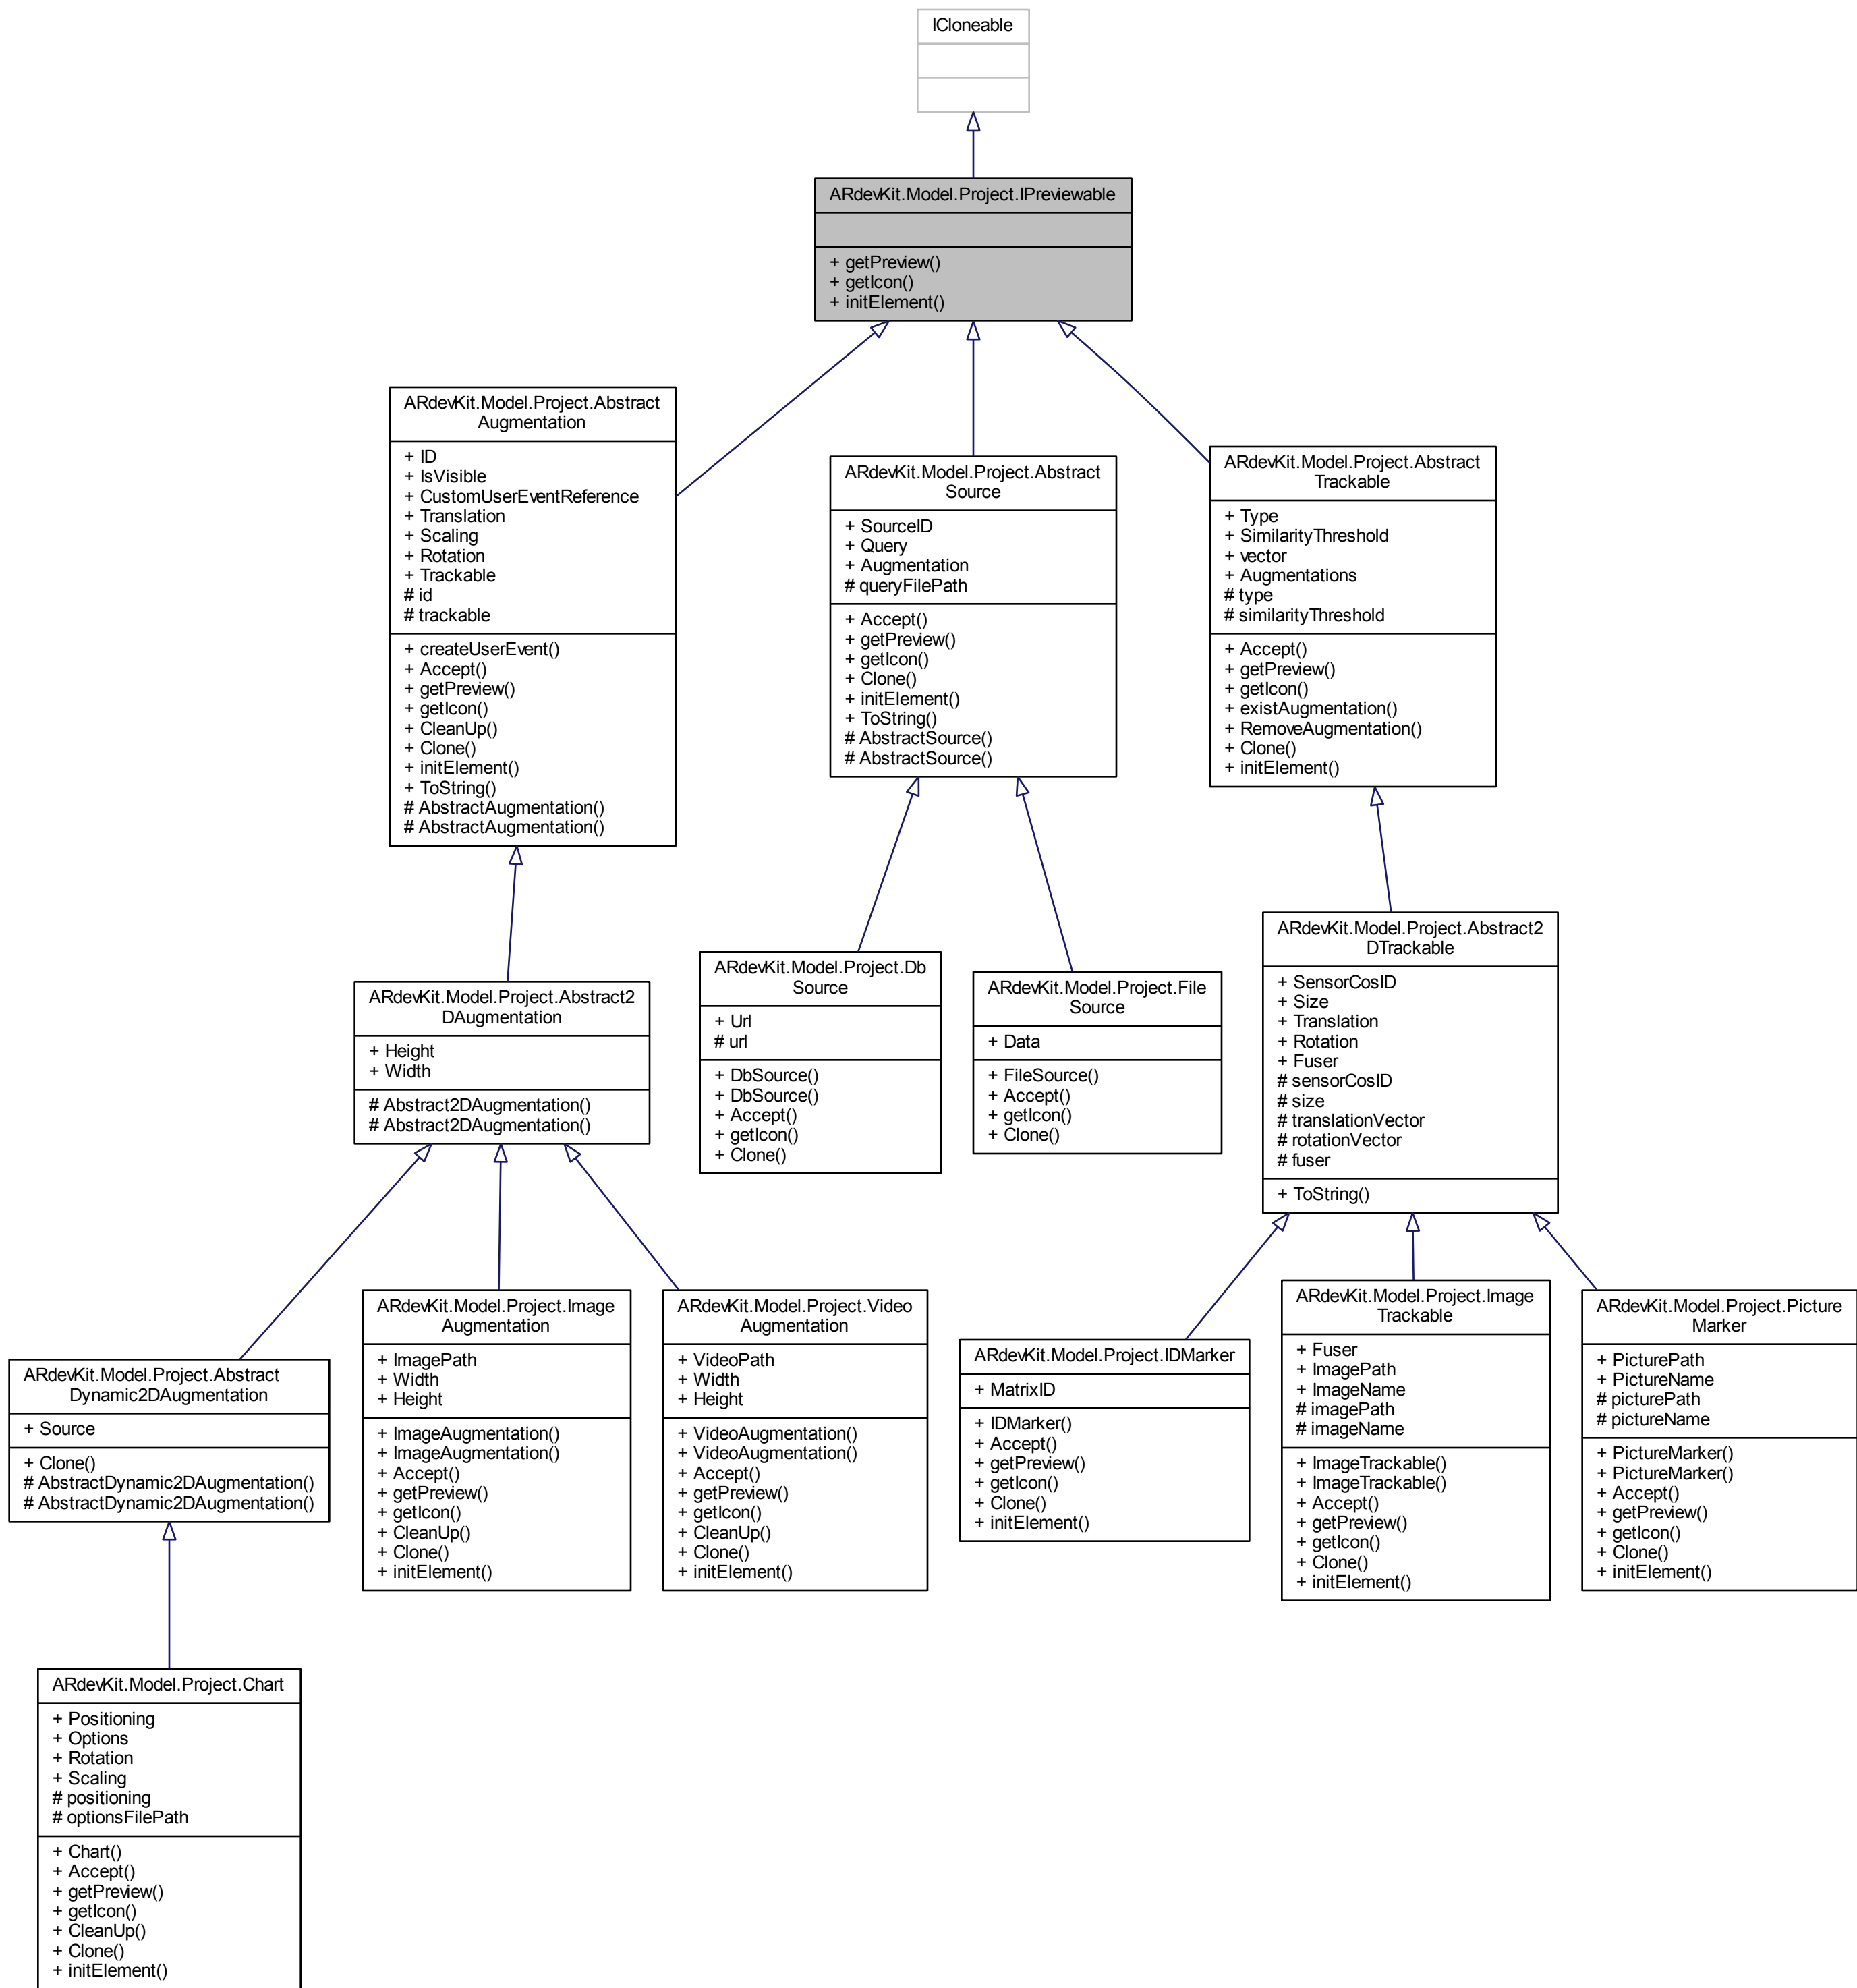 ICloneable
ARdevKit.Model.Project.IPreviewable
+ getPreview()
+ getIcon()
+ initElement()
ARdevKit.Model.Project.Abstract
Augmentation
+ ID
+ IsVisible
+ CustomUserEventReference
+ Translation
+ Scaling
+ Rotation
+ Trackable
# id
# trackable
+ createUserEvent()
+ Accept()
+ getPreview()
+ getIcon()
+ CleanUp()
+ Clone()
+ initElement()
+ ToString()
# AbstractAugmentation()
# AbstractAugmentation()
ARdevKit.Model.Project.Abstract
Source
+ SourceID
+ Query
+ Augmentation
# queryFilePath
+ Accept()
+ getPreview()
+ getIcon()
+ Clone()
+ initElement()
+ ToString()
# AbstractSource()
# AbstractSource()
ARdevKit.Model.Project.Abstract
Trackable
+ Type
+ SimilarityThreshold
+ vector
+ Augmentations
# type
# similarityThreshold
+ Accept()
+ getPreview()
+ getIcon()
+ existAugmentation()
+ RemoveAugmentation()
+ Clone()
+ initElement()
ARdevKit.Model.Project.Abstract2
DAugmentation
+ Height
+ Width
# Abstract2DAugmentation()
# Abstract2DAugmentation()
ARdevKit.Model.Project.Db
Source
+ Url
# url
+ DbSource()
+ DbSource()
+ Accept()
+ getIcon()
+ Clone()
ARdevKit.Model.Project.File
Source
+ Data
+ FileSource()
+ Accept()
+ getIcon()
+ Clone()
ARdevKit.Model.Project.Abstract2
DTrackable
+ SensorCosID
+ Size
+ Translation
+ Rotation
+ Fuser
# sensorCosID
# size
# translationVector
# rotationVector
# fuser
+ ToString()
ARdevKit.Model.Project.Abstract
Dynamic2DAugmentation
+ Source
+ Clone()
# AbstractDynamic2DAugmentation()
# AbstractDynamic2DAugmentation()
ARdevKit.Model.Project.Image
Augmentation
+ ImagePath
+ Width
+ Height
+ ImageAugmentation()
+ ImageAugmentation()
+ Accept()
+ getPreview()
+ getIcon()
+ CleanUp()
+ Clone()
+ initElement()
ARdevKit.Model.Project.Video
Augmentation
+ VideoPath
+ Width
+ Height
+ VideoAugmentation()
+ VideoAugmentation()
+ Accept()
+ getPreview()
+ getIcon()
+ CleanUp()
+ Clone()
+ initElement()
ARdevKit.Model.Project.IDMarker
+ MatrixID
+ IDMarker()
+ Accept()
+ getPreview()
+ getIcon()
+ Clone()
+ initElement()
ARdevKit.Model.Project.Image
Trackable
+ Fuser
+ ImagePath
+ ImageName
# imagePath
# imageName
+ ImageTrackable()
+ ImageTrackable()
+ Accept()
+ getPreview()
+ getIcon()
+ Clone()
+ initElement()
ARdevKit.Model.Project.Picture
Marker
+ PicturePath
+ PictureName
# picturePath
# pictureName
+ PictureMarker()
+ PictureMarker()
+ Accept()
+ getPreview()
+ getIcon()
+ Clone()
+ initElement()
ARdevKit.Model.Project.Chart
+ Positioning
+ Options
+ Rotation
+ Scaling
# positioning
# optionsFilePath
+ Chart()
+ Accept()
+ getPreview()
+ getIcon()
+ CleanUp()
+ Clone()
+ initElement()